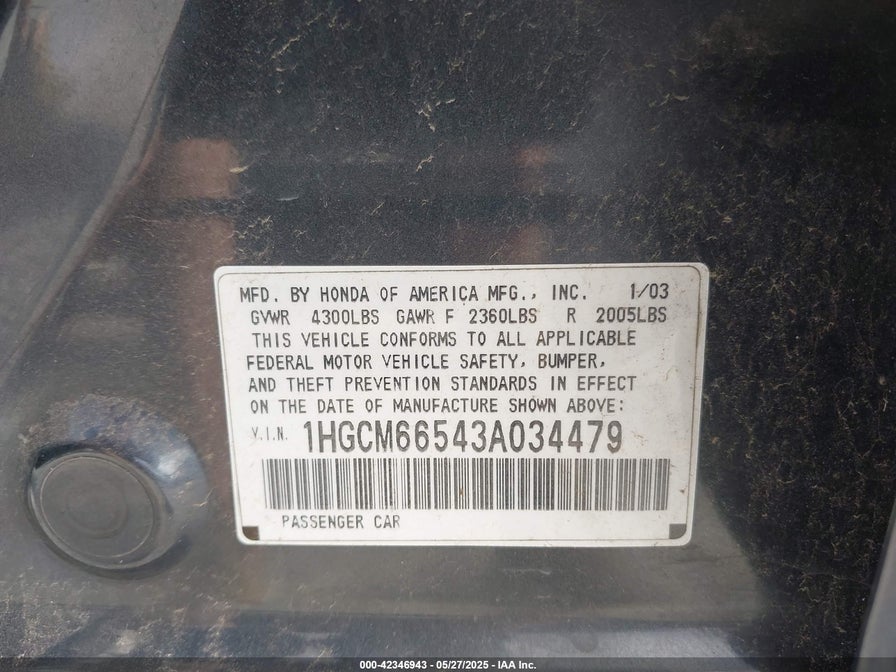 MFD. BY HONDA OF AMERICA MFG., INC. 1/03
GVWR 4300LBS GAWR F 2360LBS R 2005LBS
THIS VEHICLE CONFORMS TO ALL APPLICABLE
FEDERAL MOTOR VEHICLE SAFETY, BUMPER,
AND THEFT PREVENTION STANDARDS IN EFFECT
ON THE DATE OF MANUFACTURE SHOWN ABOVE:
V.I.N. 1HGCM66543A034479
PASSENGER CAR
000-42346943 - 05/27/2025 - IAA Inc.